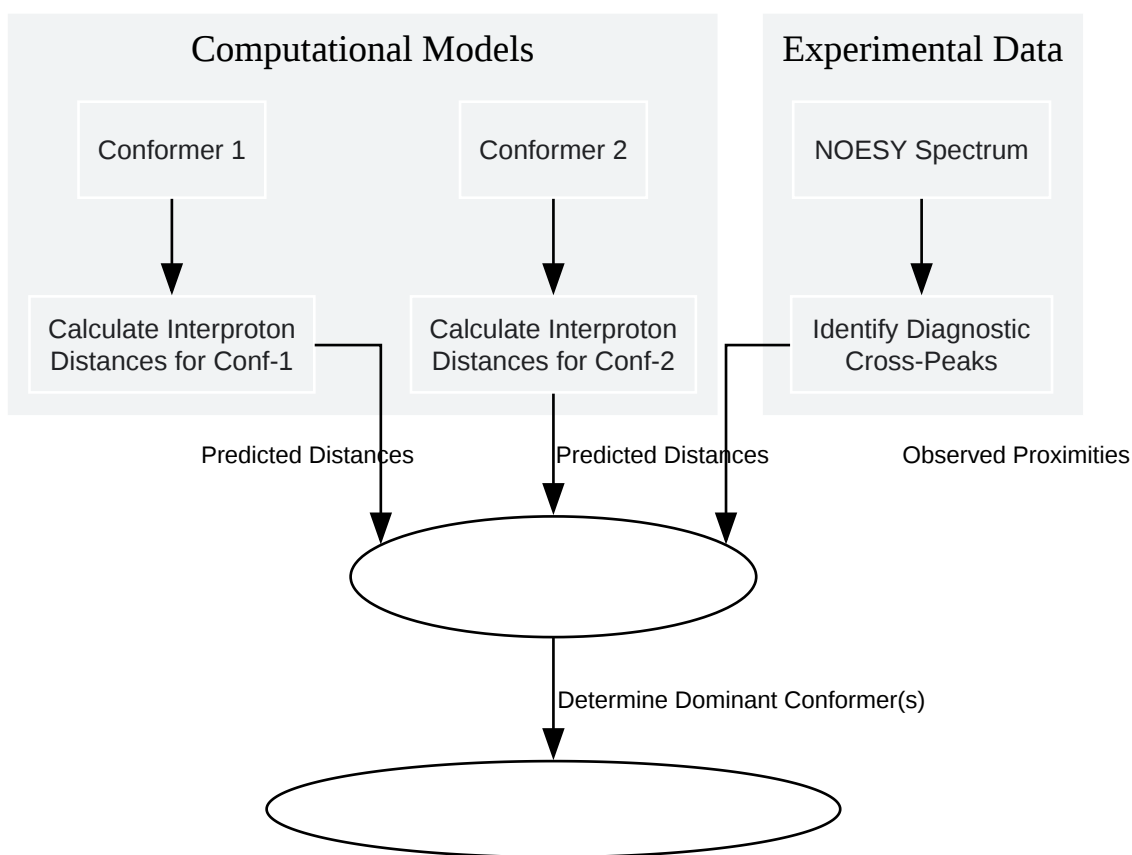 Computational Models
Experimental Data
Conformer 1
Conformer 2
NOESY Spectrum
Calculate Interproton
Distances for Conf-1
Calculate Interproton
Distances for Conf-2
Identify Diagnostic
Cross-Peaks
Predicted Distances
Predicted Distances
Observed Proximities
Determine Dominant Conformer(s)